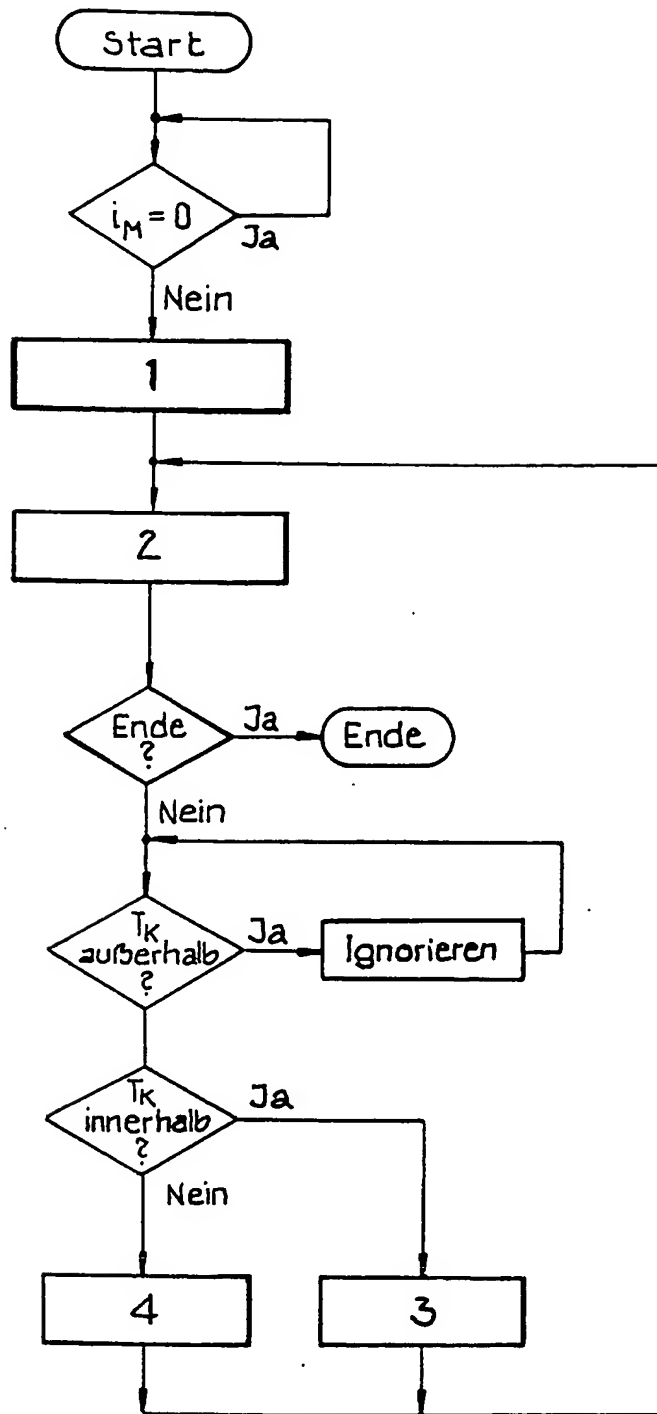 Start
i_M = 0
Ja
Nein
1
2
Ende
?
Ja
Ende
Nein
T_K
außerhalb
?
Ja
Ignorieren
T_K
innerhalb
?
Ja
Nein
4
3